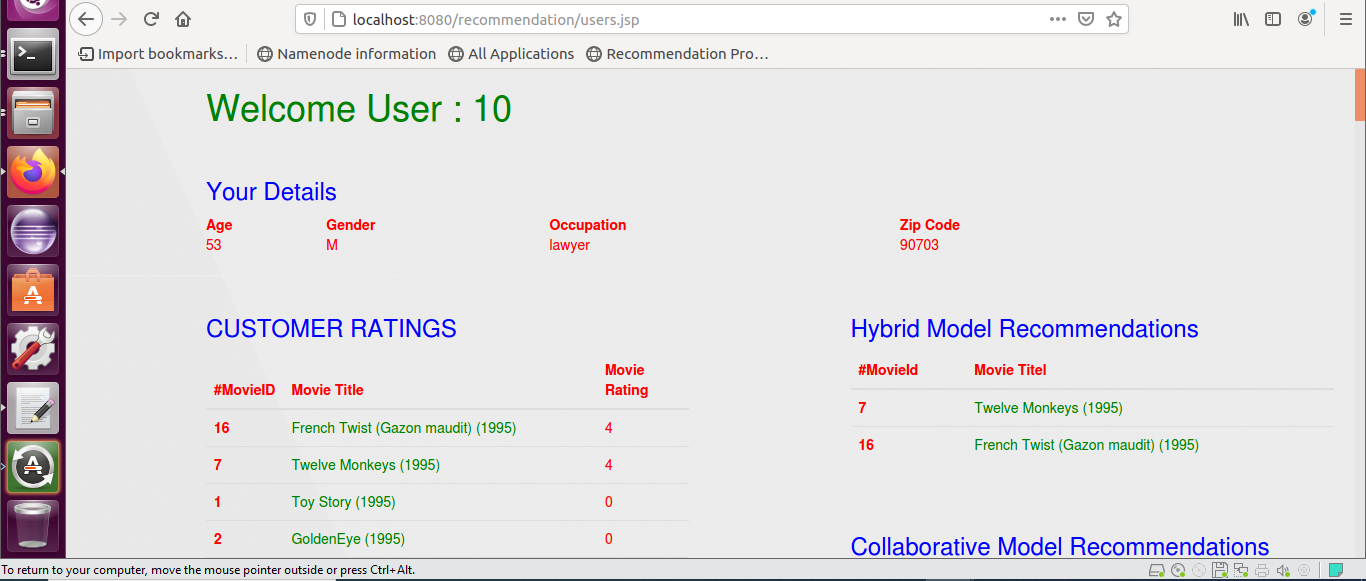 localhost:8080/recommendation/users.jsp
Import bookmarks... Namenode information All Applications Recommendation Pro...
Welcome User : 10
Your Details
Age Gender Occupation Zip Code
53 M lawyer 90703
CUSTOMER RATINGS
#MovieID Movie Title Movie Rating
16 French Twist (Gazon maudit) (1995) 4
7 Twelve Monkeys (1995) 4
1 Toy Story (1995) 0
2 GoldenEye (1995) 0
Hybrid Model Recommendations
#MovieId Movie Titel
7 Twelve Monkeys (1995)
16 French Twist (Gazon maudit) (1995)
Collaborative Model Recommendations
To return to your computer, move the mouse pointer outside or press Ctrl+Alt.